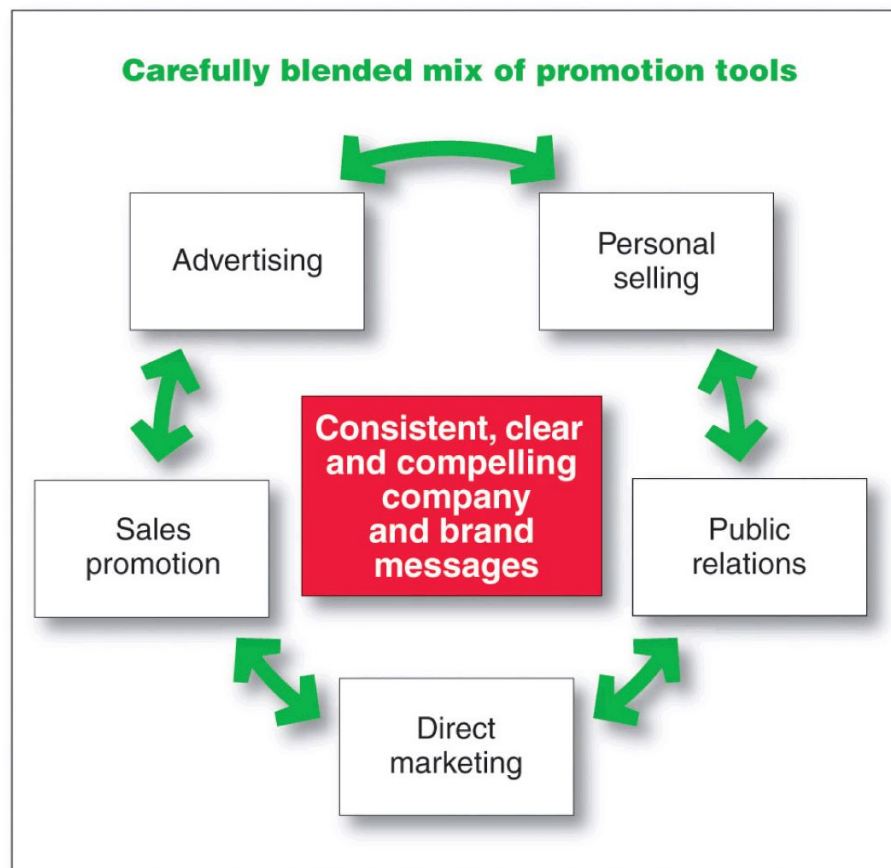 Carefully blended mix of promotion tools
Advertising
Personal
selling
Consistent, clear
and compelling
company
and brand
messages
Sales
promotion
Public
relations
Direct
marketing